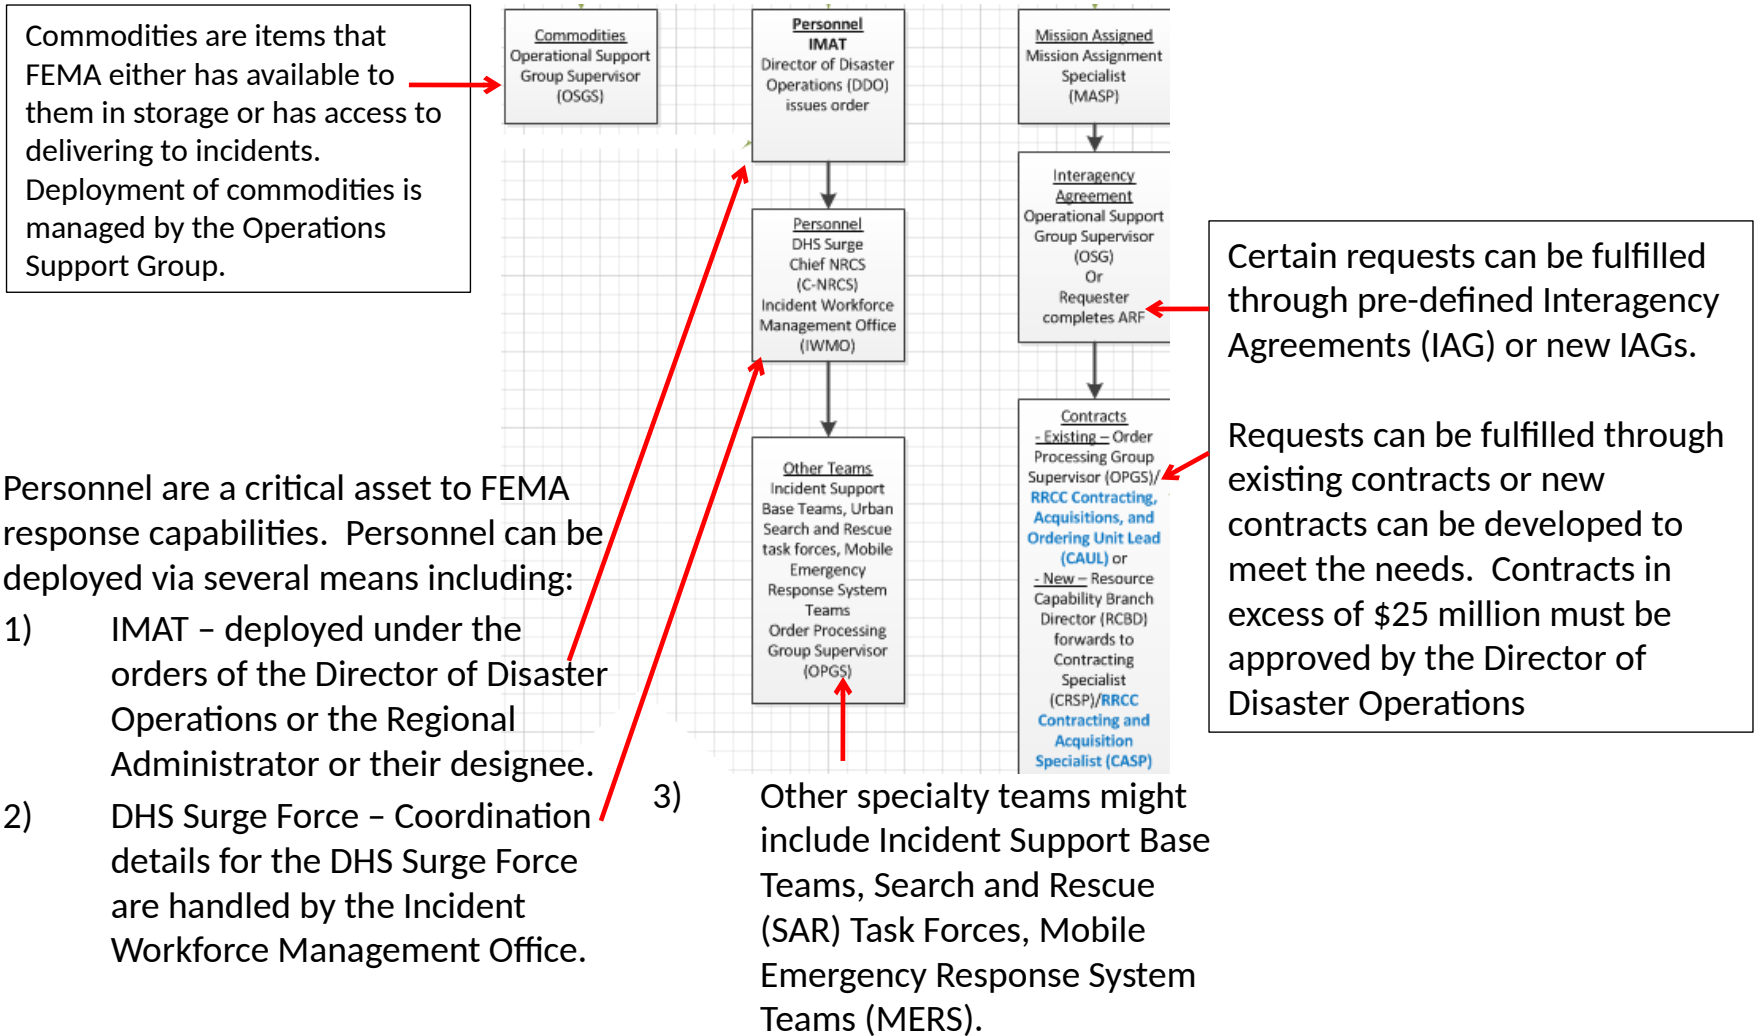 Commodities are items that
FEMA either has available to
them in storage or has access to
delivering to incidents.
Deployment of commodities is
managed by the Operations
Support Group.
Commodities
Operational Support
Group Supervisor
(OSGS)
Personnel
IMAT
Director of Disaster
Operations (DDO)
issues order
Personnel
DHS Surge
Chief NRCS
(C-NRCS)
Incident Workforce
Management Office
(IWMO)
Other Teams
Incident Support
Base Teams, Urban
Search and Rescue
task forces, Mobile
Emergency
Response System
Teams
Order Processing
Group Supervisor
(OPGS)
Mission Assigned
Mission Assignment
Specialist
(MASP)
Interagency
Agreement
Operational Support
Group Supervisor
(OSG)
Or
Requester
completes ARF
Contracts
- Existing – Order
Processing Group
Supervisor (OPGS)/
RRCC Contracting,
Acquisitions, and
Ordering Unit Lead
(CAUL) or
- New – Resource
Capability Branch
Director (RCBD)
forwards to
Contracting
Specialist
(CRSP)/RRCC
Contracting and
Acquisition
Specialist (CASP)
Certain requests can be fulfilled
through pre-defined Interagency
Agreements (IAG) or new IAGs.
Requests can be fulfilled through
existing contracts or new
contracts can be developed to
meet the needs.  Contracts in
excess of $25 million must be
approved by the Director of
Disaster Operations
Personnel are a critical asset to FEMA
response capabilities.  Personnel can be
deployed via several means including:
1) IMAT – deployed under the
orders of the Director of Disaster
Operations or the Regional
Administrator or their designee.
2) DHS Surge Force – Coordination
details for the DHS Surge Force
are handled by the Incident
Workforce Management Office.
3) Other specialty teams might
include Incident Support Base
Teams, Search and Rescue
(SAR) Task Forces, Mobile
Emergency Response System
Teams (MERS).